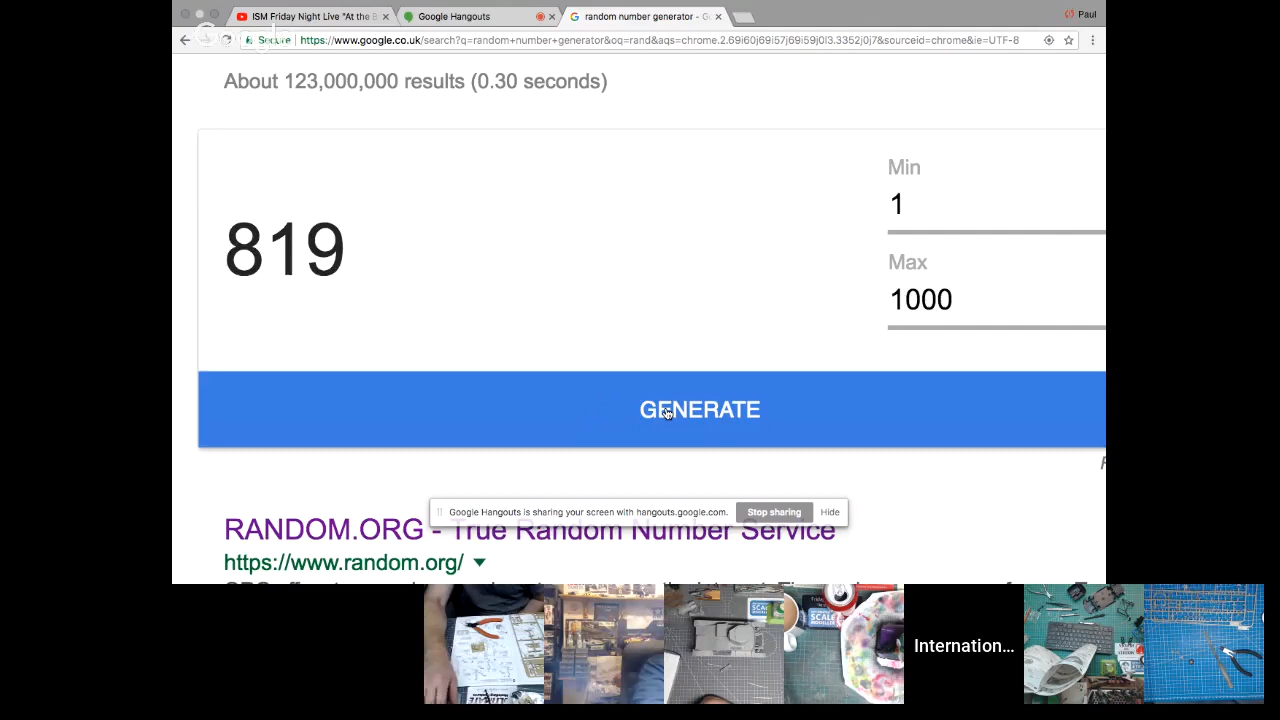 ISM Friday Night Live "At the B
Google Hangouts
random number generator - G
Paul
Secure
https://www.google.co.uk/search?q=random+number+generator&oq=rand&aqs=chrome.2.69i60j69i57j69i59j0l3.3352j0j7&sourceid=chrome&ie=UTF-8
About 123,000,000 results (0.30 seconds)
Min
1
819
Max
1000
GENERATE
Google Hangouts is sharing your screen with hangouts.google.com.
Stop sharing
Hide
RANDOM.ORG - True Random Number Service
https://www.random.org/
SCALE
SCALE
Internation...